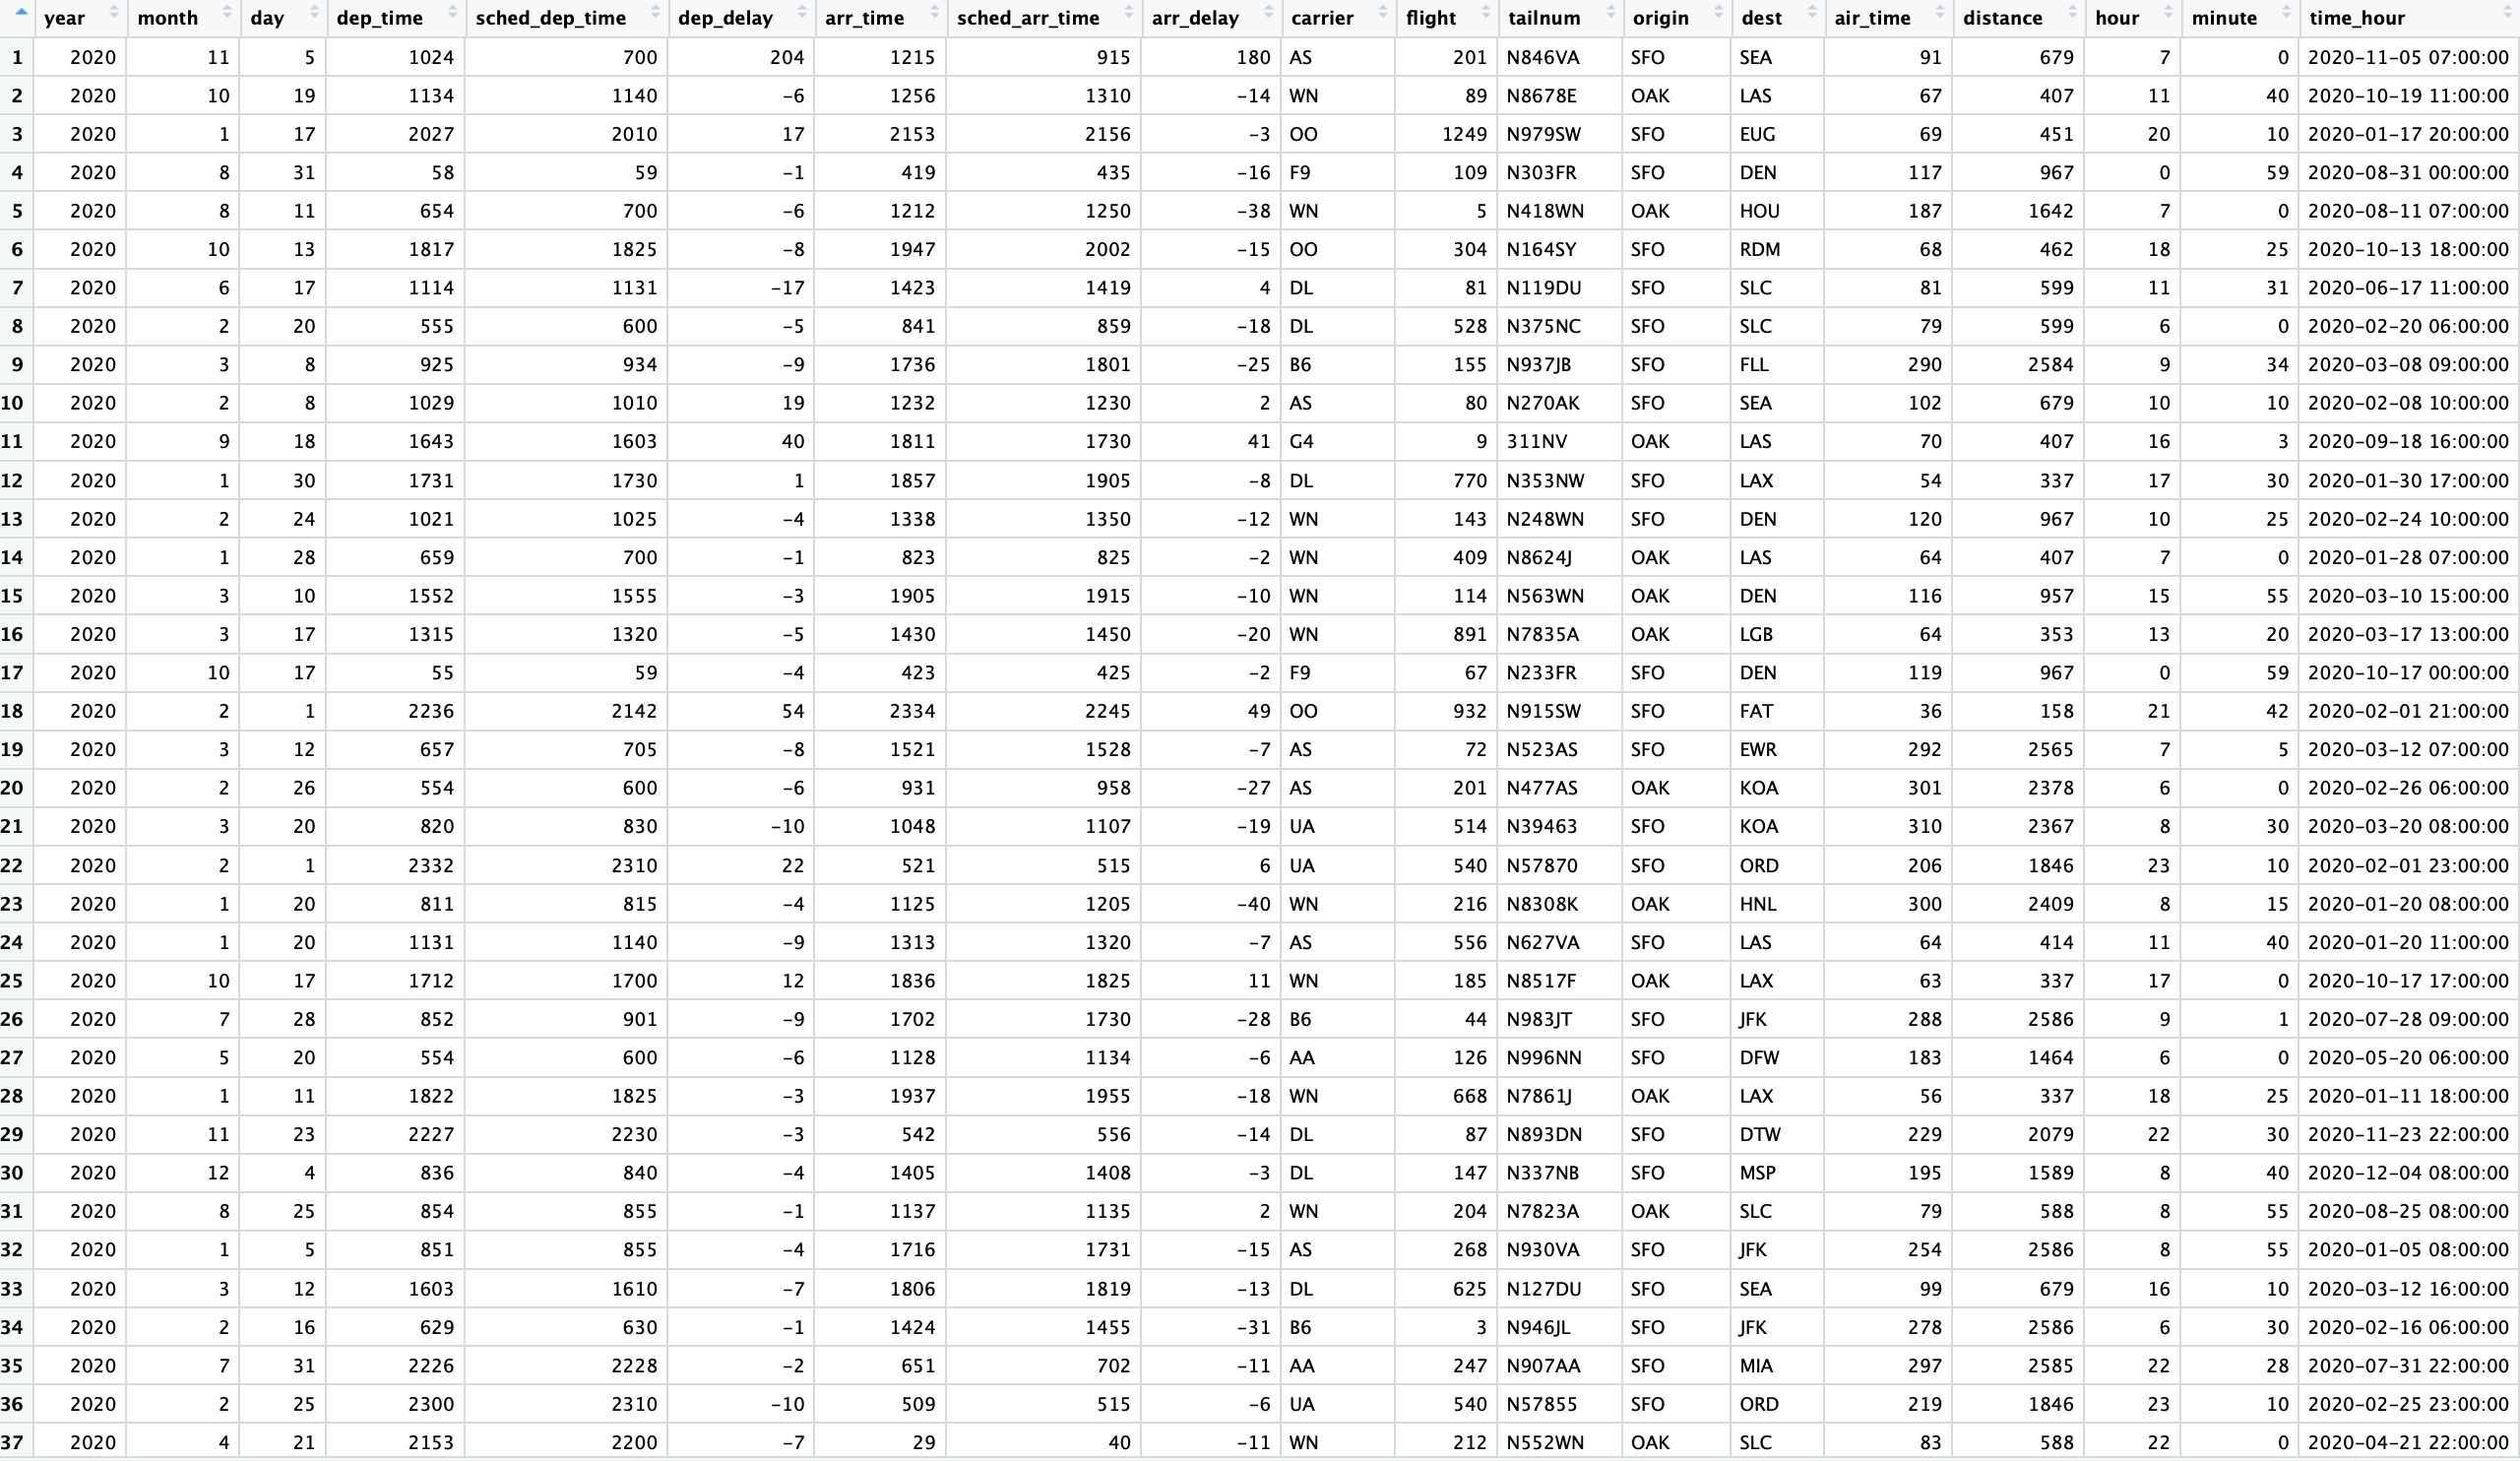 year month day dep_time sched_dep_time dep_delay arr_time sched_arr_time arr_delay carrier flight tailnum origin dest air_time distance hour minute time_hour
1 2020 11 5 1024 700 204 1215 915 180 AS 201 N846VA SFO SEA 91 679 7 0 2020-11-05 07:00:00
2 2020 10 19 1134 1140 -6 1256 1310 -14 WN 89 N8678E OAK LAS 67 407 11 40 2020-10-19 11:00:00
3 2020 1 17 2027 2010 17 2153 2156 -3 OO 1249 N979SW SFO EUG 69 451 20 10 2020-01-17 20:00:00
4 2020 8 31 58 59 -1 419 435 -16 F9 109 N303FR SFO DEN 117 967 0 59 2020-08-31 00:00:00
5 2020 8 11 654 700 -6 1212 1250 -38 WN 5 N418WN OAK HOU 187 1642 7 0 2020-08-11 07:00:00
6 2020 10 13 1817 1825 -8 1947 2002 -15 OO 304 N164SY SFO RDM 68 462 18 25 2020-10-13 18:00:00
7 2020 6 17 1114 1131 -17 1423 1419 4 DL 81 N119DU SFO SLC 81 599 11 31 2020-06-17 11:00:00
8 2020 2 20 555 600 -5 841 859 -18 DL 528 N375NC SFO SLC 79 599 6 0 2020-02-20 06:00:00
9 2020 3 8 925 934 -9 1736 1801 -25 B6 155 N937JB SFO FLL 290 2584 9 34 2020-03-08 09:00:00
10 2020 2 8 1029 1010 19 1232 1230 2 AS 80 N270AK SFO SEA 102 679 10 10 2020-02-08 10:00:00
11 2020 9 18 1643 1603 40 1811 1730 41 G4 9 311NV OAK LAS 70 407 16 3 2020-09-18 16:00:00
12 2020 1 30 1731 1730 1 1857 1905 -8 DL 770 N353NW SFO LAX 54 337 17 30 2020-01-30 17:00:00
13 2020 2 24 1021 1025 -4 1338 1350 -12 WN 143 N248WN SFO DEN 120 967 10 25 2020-02-24 10:00:00
14 2020 1 28 659 700 -1 823 825 -2 WN 409 N8624J OAK LAS 64 407 7 0 2020-01-28 07:00:00
15 2020 3 10 1552 1555 -3 1905 1915 -10 WN 114 N563WN OAK DEN 116 957 15 55 2020-03-10 15:00:00
16 2020 3 17 1315 1320 -5 1430 1450 -20 WN 891 N7835A OAK LGB 64 353 13 20 2020-03-17 13:00:00
17 2020 10 17 55 59 -4 423 425 -2 F9 67 N233FR SFO DEN 119 967 0 59 2020-10-17 00:00:00
18 2020 2 1 2236 2142 54 2334 2245 49 OO 932 N915SW SFO FAT 36 158 21 42 2020-02-01 21:00:00
19 2020 3 12 657 705 -8 1521 1528 -7 AS 72 N523AS SFO EWR 292 2565 7 5 2020-03-12 07:00:00
20 2020 2 26 554 600 -6 931 958 -27 AS 201 N477AS OAK KOA 301 2378 6 0 2020-02-26 06:00:00
21 2020 3 20 820 830 -10 1048 1107 -19 UA 514 N39463 SFO KOA 310 2367 8 30 2020-03-20 08:00:00
22 2020 2 1 2332 2310 22 521 515 6 UA 540 N57870 SFO ORD 206 1846 23 10 2020-02-01 23:00:00
23 2020 1 20 811 815 -4 1125 1205 -40 WN 216 N8308K OAK HNL 300 2409 8 15 2020-01-20 08:00:00
24 2020 1 20 1131 1140 -9 1313 1320 -7 AS 556 N627VA SFO LAS 64 414 11 40 2020-01-20 11:00:00
25 2020 10 17 1712 1700 12 1836 1825 11 WN 185 N8517F OAK LAX 63 337 17 0 2020-10-17 17:00:00
26 2020 7 28 852 901 -9 1702 1730 -28 B6 44 N983JT SFO JFK 288 2586 9 1 2020-07-28 09:00:00
27 2020 5 20 554 600 -6 1128 1134 -6 AA 126 N996NN SFO DFW 183 1464 6 0 2020-05-20 06:00:00
28 2020 1 11 1822 1825 -3 1937 1955 -18 WN 668 N7861J OAK LAX 56 337 18 25 2020-01-11 18:00:00
29 2020 11 23 2227 2230 -3 542 556 -14 DL 87 N893DN SFO DTW 229 2079 22 30 2020-11-23 22:00:00
30 2020 12 4 836 840 -4 1405 1408 -3 DL 147 N337NB SFO MSP 195 1589 8 40 2020-12-04 08:00:00
31 2020 8 25 854 855 -1 1137 1135 2 WN 204 N7823A OAK SLC 79 588 8 55 2020-08-25 08:00:00
32 2020 1 5 851 855 -4 1716 1731 -15 AS 268 N930VA SFO JFK 254 2586 8 55 2020-01-05 08:00:00
33 2020 3 12 1603 1610 -7 1806 1819 -13 DL 625 N127DU SFO SEA 99 679 16 10 2020-03-12 16:00:00
34 2020 2 16 629 630 -1 1424 1455 -31 B6 3 N946JL SFO JFK 278 2586 6 30 2020-02-16 06:00:00
35 2020 7 31 2226 2228 -2 651 702 -11 AA 247 N907AA SFO MIA 297 2585 22 28 2020-07-31 22:00:00
36 2020 2 25 2300 2310 -10 509 515 -6 UA 540 N57855 SFO ORD 219 1846 23 10 2020-02-25 23:00:00
37 2020 4 21 2153 2200 -7 29 40 -11 WN 212 N552WN OAK SLC 83 588 22 0 2020-04-21 22:00:00